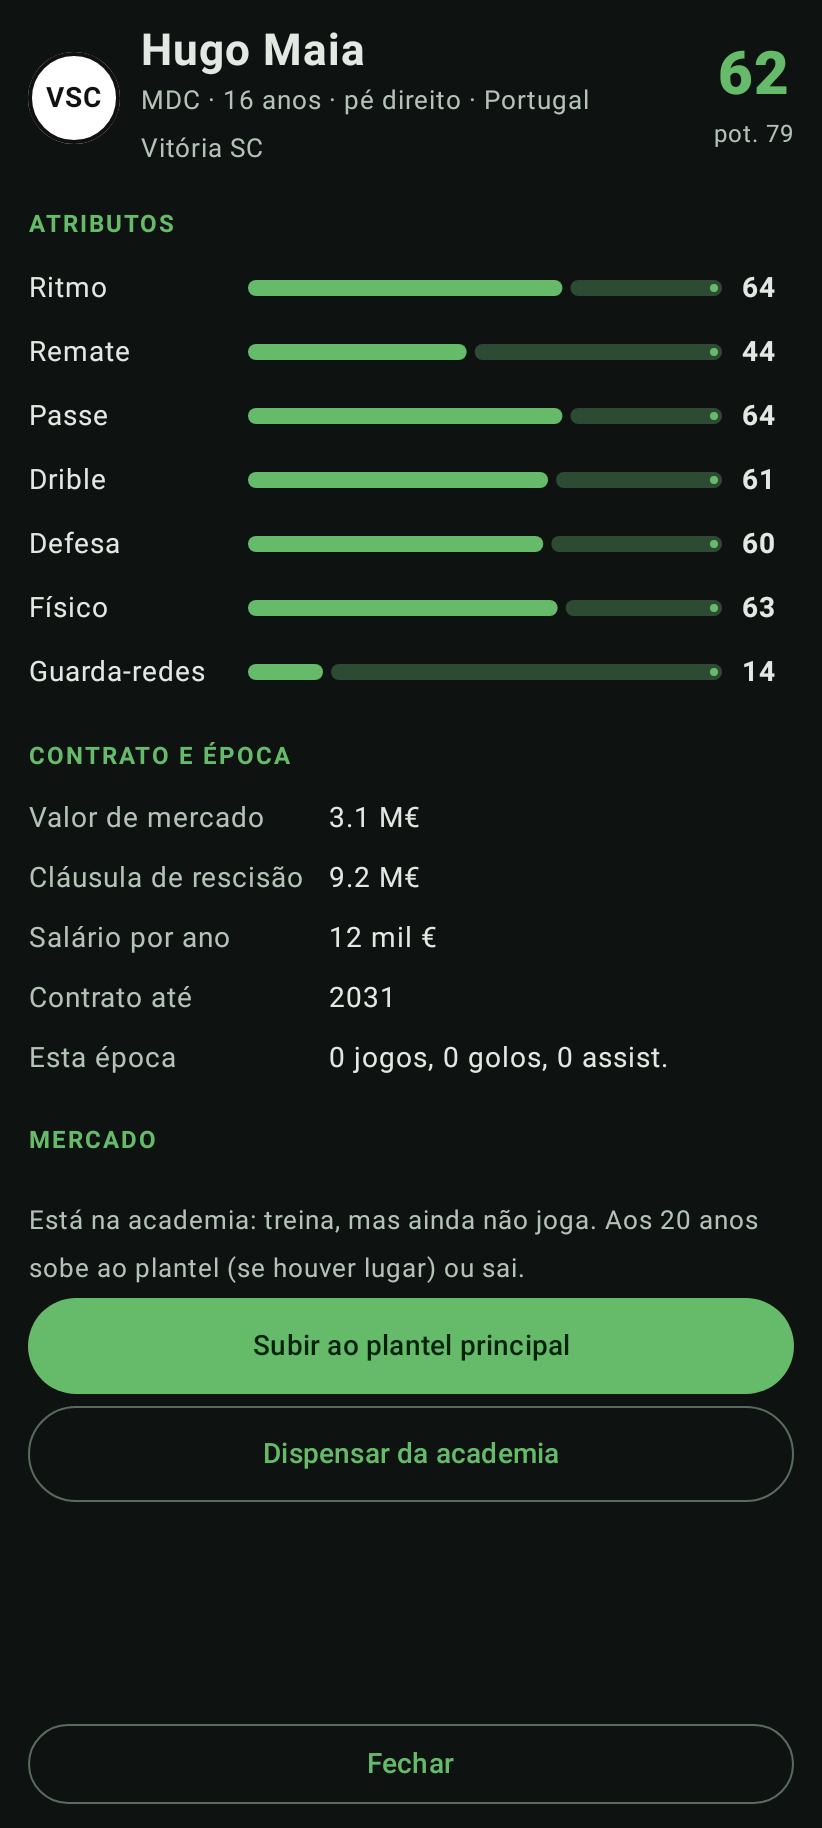 VSC
Hugo Maia
MDC · 16 anos · pé direito · Portugal
Vitória SC
62
pot. 79
ATRIBUTOS
Ritmo 64
Remate 44
Passe 64
Drible 61
Defesa 60
Físico 63
Guarda-redes 14
CONTRATO E ÉPOCA
Valor de mercado 3.1 M€
Cláusula de rescisão 9.2 M€
Salário por ano 12 mil €
Contrato até 2031
Esta época 0 jogos, 0 golos, 0 assist.
MERCADO
Está na academia: treina, mas ainda não joga. Aos 20 anos
sobe ao plantel (se houver lugar) ou sai.
Subir ao plantel principal
Dispensar da academia
Fechar